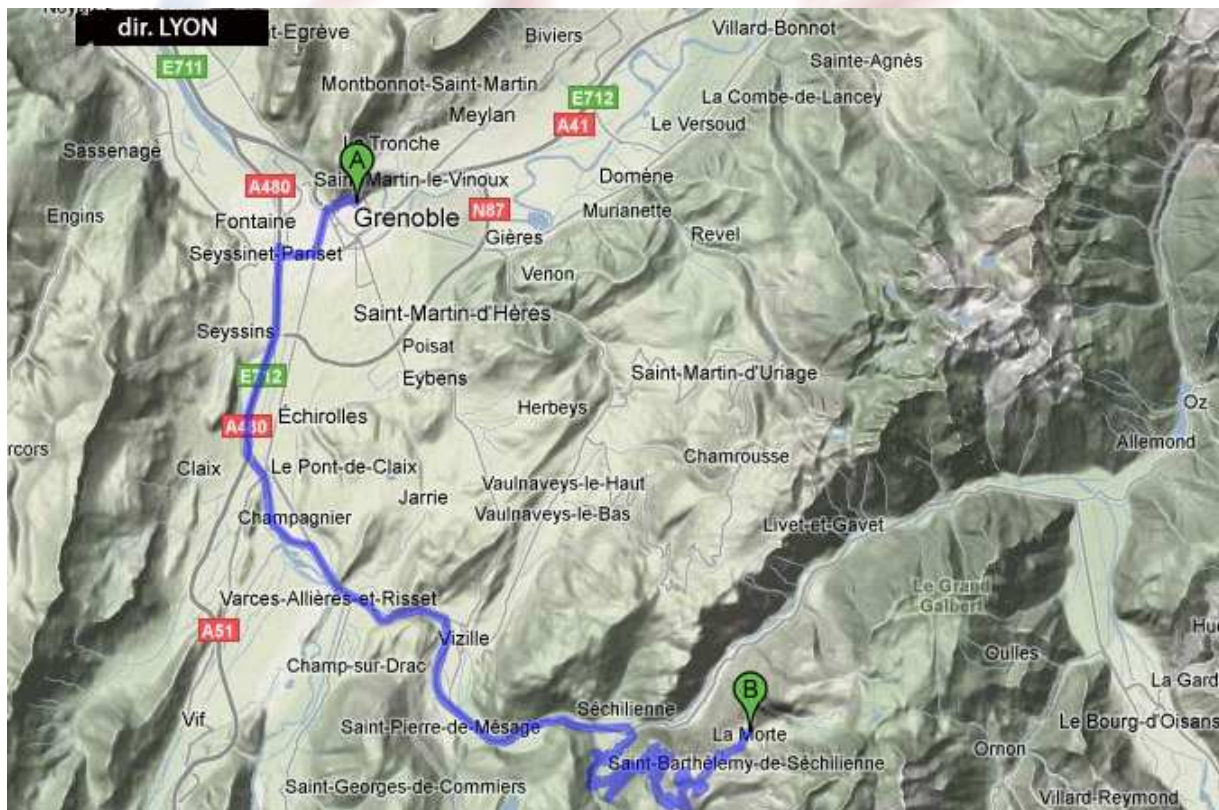 dir. LYON
nt-Egrève
Biviers
Villard-Bonnot
Sainte-Agnès
E711
Montbonnot-Saint-Martin
E712
La Combe-de-Lancey
Meylan
A41
Le Versoud
La Tronche
Sassenage
A
A480
Saint-Martin-le-Vinoux
Domène
Engins
Fontaine
Grenoble
N87
Murianette
Gières
Revel
Seyssinet-Pariset
Venon
Seyssins
Saint-Martin-d'Hères
Poisat
E712
Eybens
Saint-Martin-d'Uriage
Herbeys
Oz
Échirolles
A480
Allemond
rcors
Claix
Le Pont-de-Claix
Chamrousse
Jarrie
Vaulnaveys-le-Haut
Champagnier
Vaulnaveys-le-Bas
Livet-et-Gavet
Le Grand
Galbert
Varces-Allières-et-Risset
A51
Vizille
Hue
Champ-sur-Drac
Oulles
La Gard
B
Vif
Séchilienne
Saint-Pierre-de-Mésage
La Morte
Le Bourg-d'Oisans
Ornon
Saint-Barthélemy-de-Séchilienne
Saint-Georges-de-Commiers
Villard-Reymond